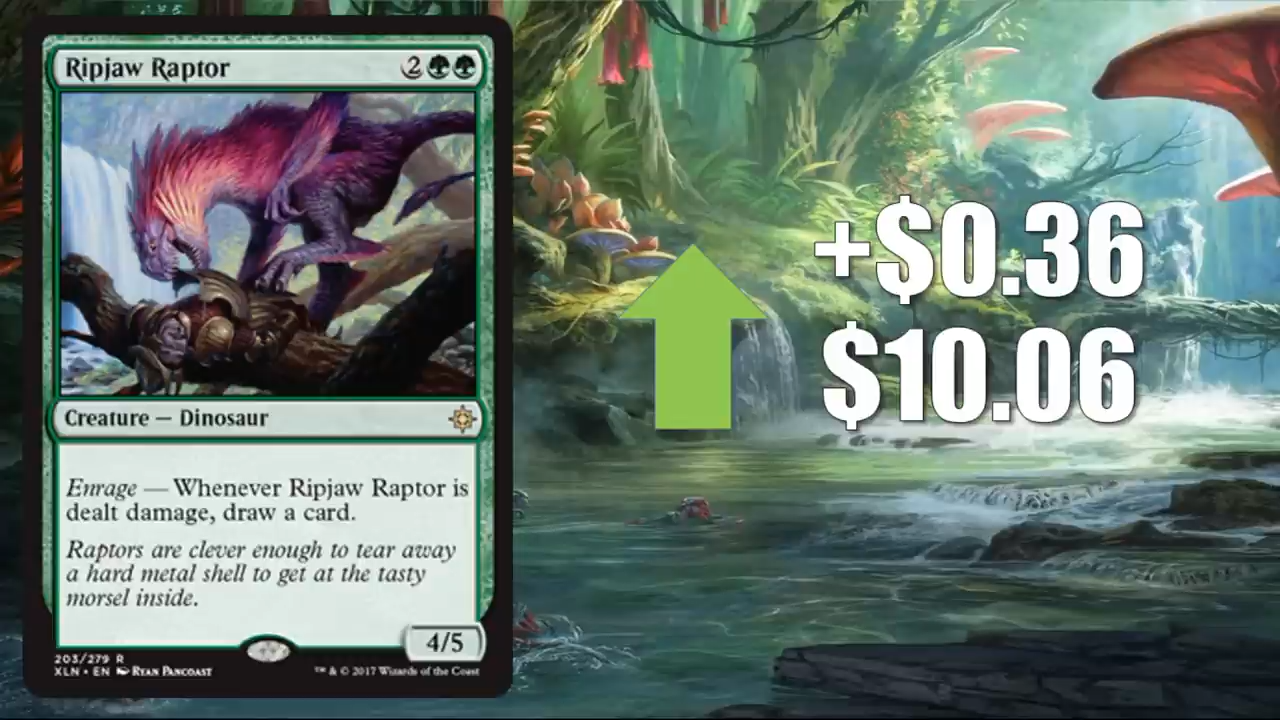 Ripjaw Raptor 2
Creature — Dinosaur
Enrage — Whenever Ripjaw Raptor is
dealt damage, draw a card.
Raptors are clever enough to tear away
a hard metal shell to get at the tasty
morsel inside.
4/5
203/279 R
XLN • EN Ryan Pancoast
™ & © 2017 Wizards of the Coast
+$0.36
$10.06